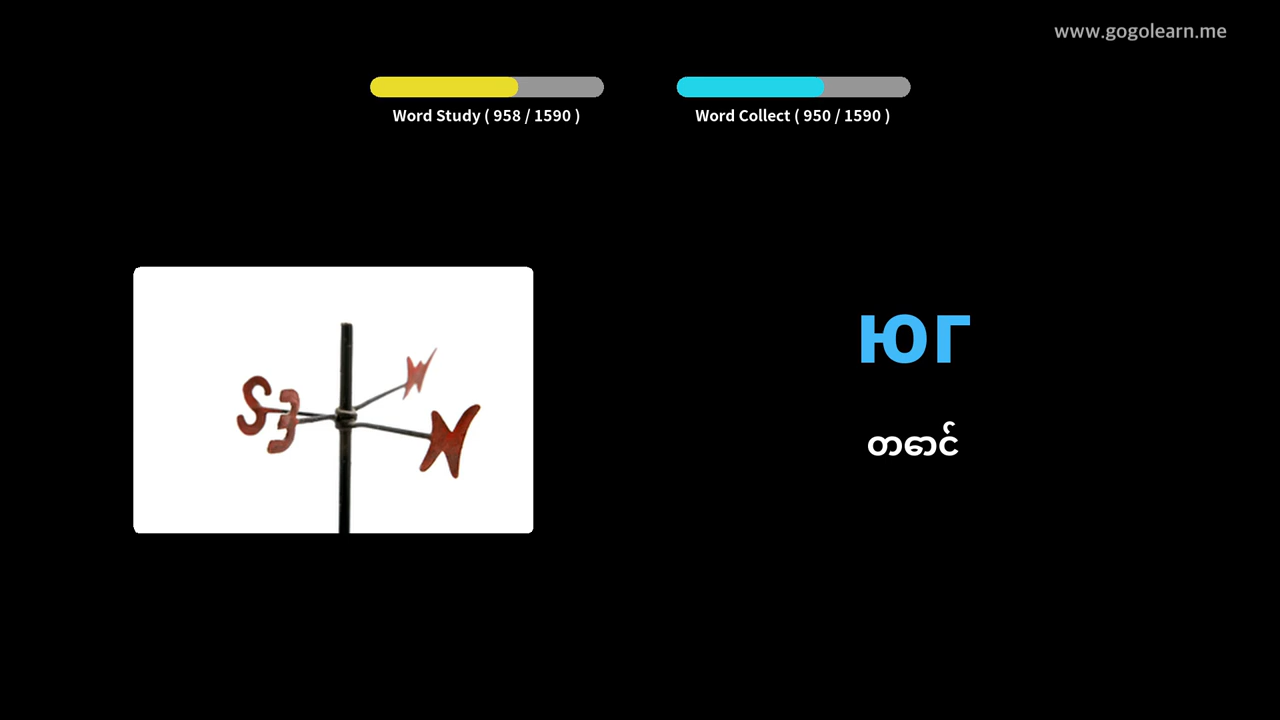 www.gogolearn.me
Word Study ( 958 / 1590 )
Word Collect ( 950 / 1590 )
юг
တောင်
S E N